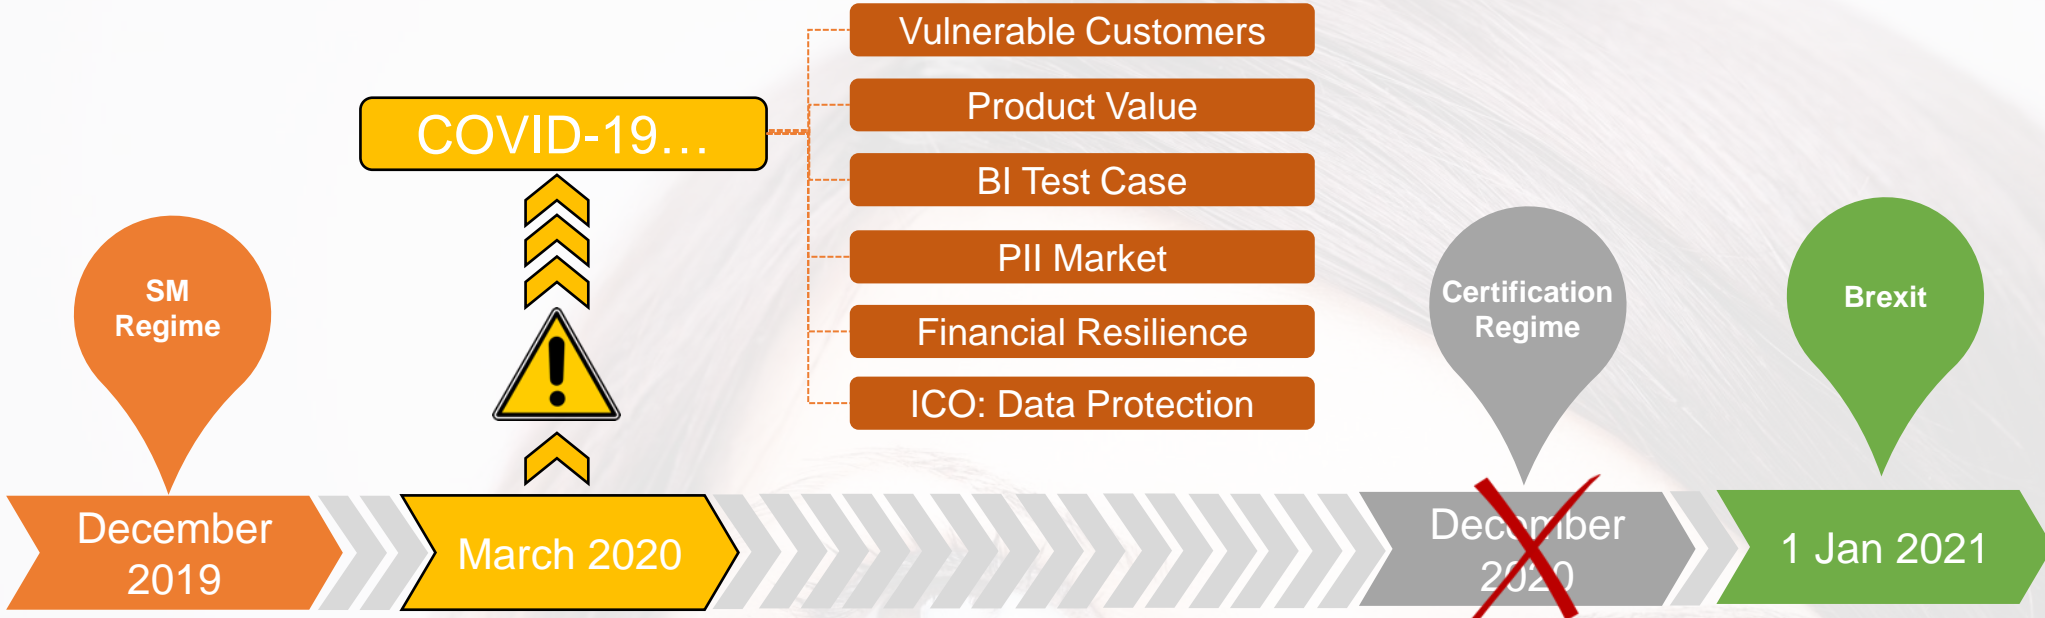 Vulnerable Customers
Product Value
COVID-19…
BI Test Case
PII Market
Financial Resilience
ICO: Data Protection
SM
Regime
Certification
Regime
Brexit
December
2019
March 2020
December
2020
1 Jan 2021